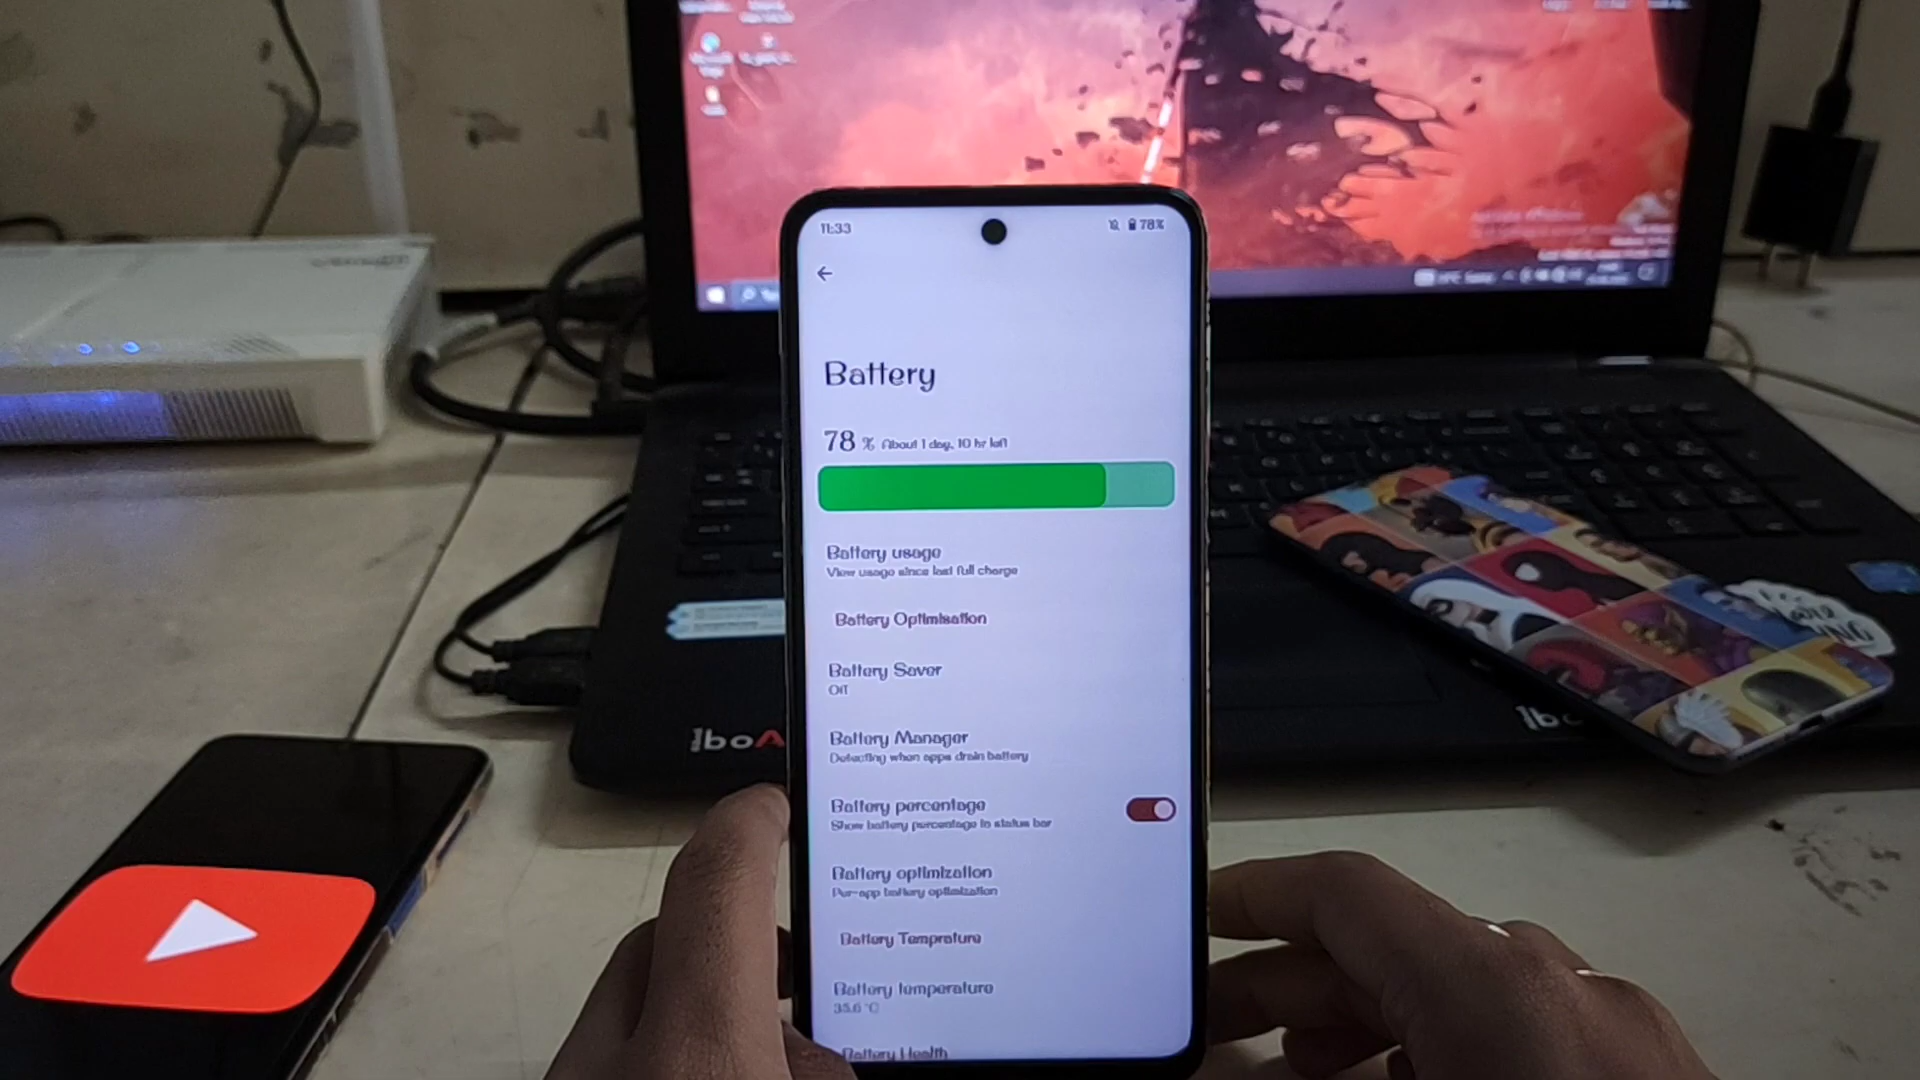 11:33
78%
Battery
78 % About 1 day, 10 hr left
Battery usage
View usage since last full charge
Battery Optimisation
Battery Saver
Off
Battery Manager
Detecting when apps drain battery
Battery percentage
Show battery percentage in status bar
Battery optimization
Per-app battery optimization
Battery Temprature
Battery temperature
35.6 °C
Battery Health